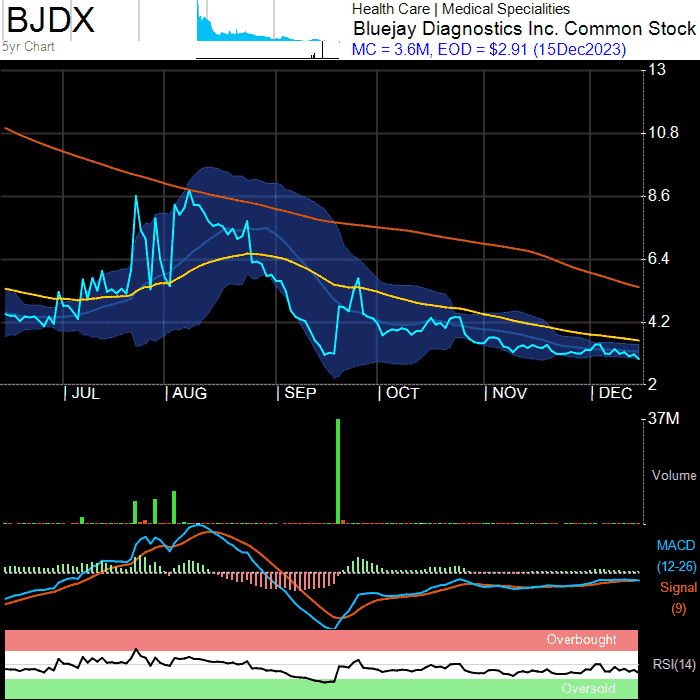 BJDX
5yr Chart
Health Care | Medical Specialities
Bluejay Diagnostics Inc. Common Stock
MC = 3.6M, EOD = $2.91 (15Dec2023)
13
10.8
8.6
6.4
4.2
2
JUL AUG SEP OCT NOV DEC
37M
Volume
MACD
(12-26)
Signal
(9)
Overbought
RSI(14)
Oversold